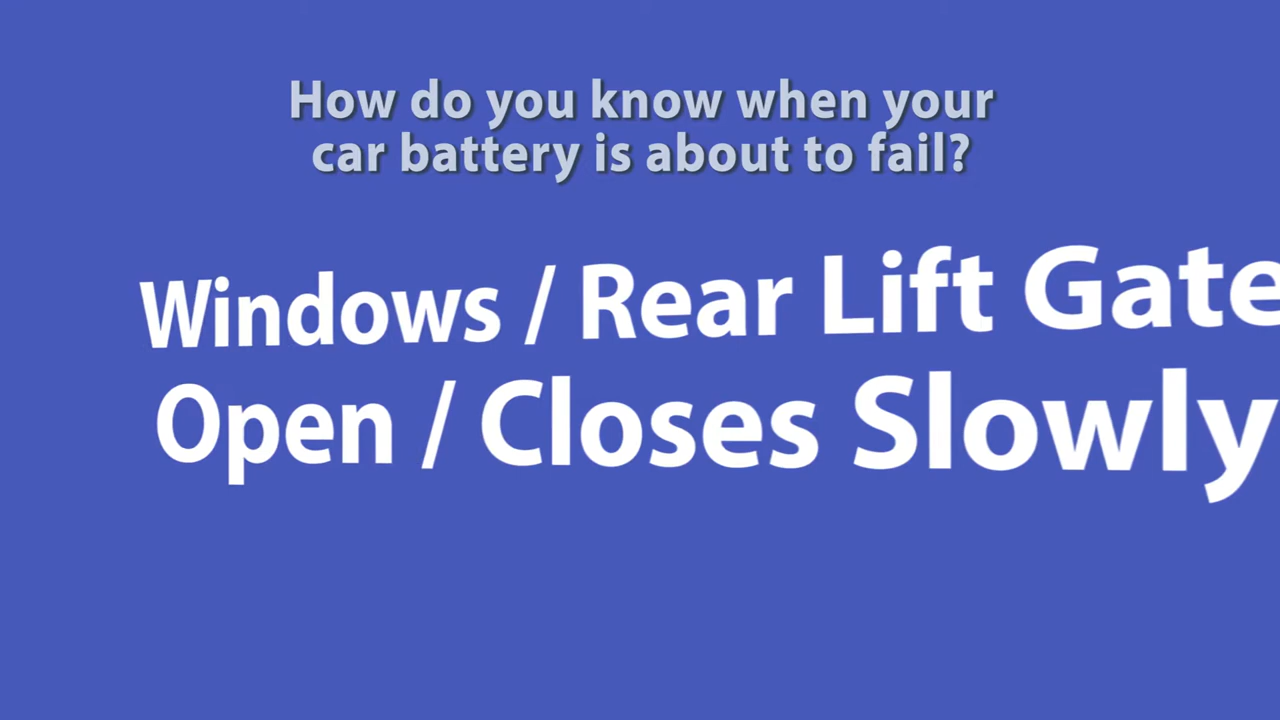 How do you know when your
car battery is about to fail?
Windows / Rear Lift Gate
Open / Closes Slowly